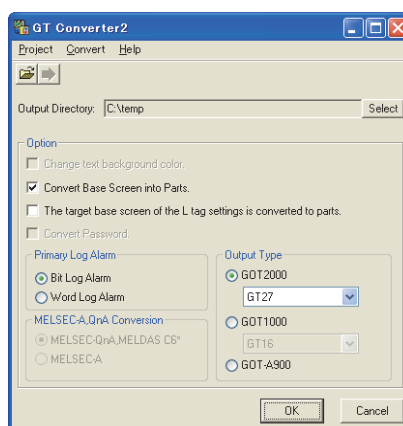 GT Converter2
Project Convert Help
Output Directory: C:\temp Select
Option
Change text background color.
Convert Base Screen into Parts.
The target base screen of the L tag settings is converted to parts.
Convert Password.
Primary Log Alarm
Bit Log Alarm
Word Log Alarm
MELSEC-A,QnA Conversion
MELSEC-QnA,MELDAS C6*
MELSEC-A
Output Type
GOT2000
GT27
GOT1000
GT16
GOT-A900
OK Cancel